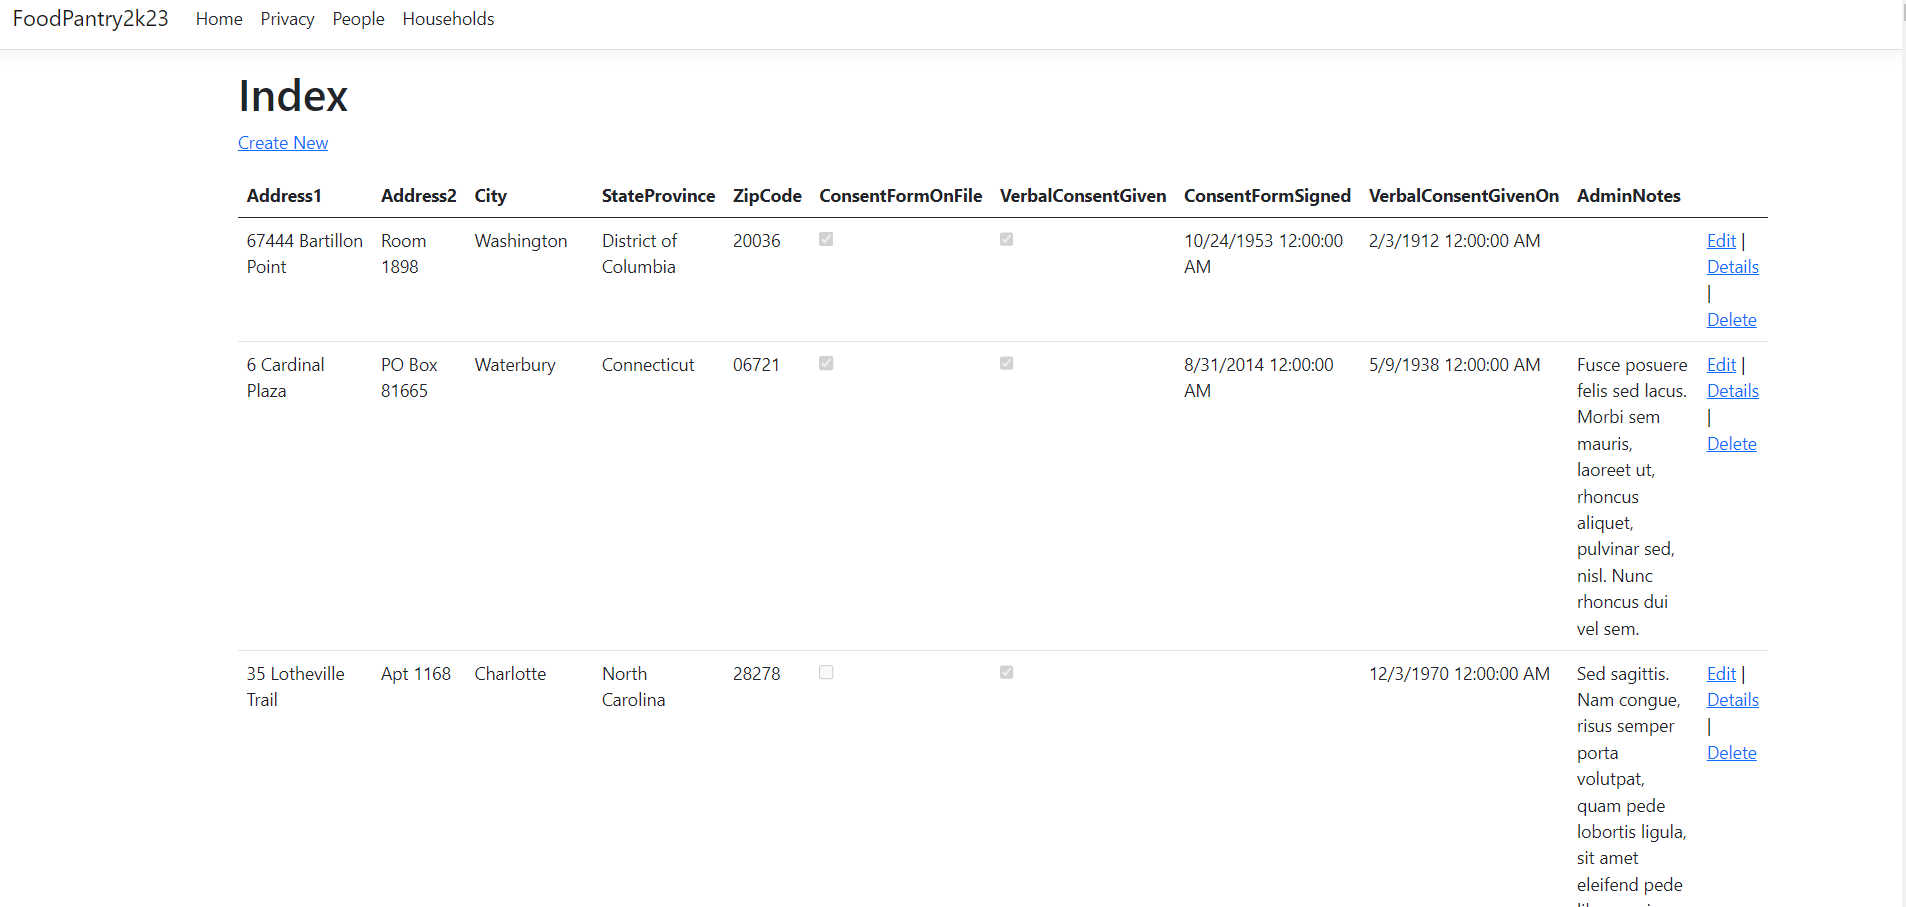 FoodPantry2k23 Home Privacy People Households
Index
Create New
Address1 Address2 City StateProvince ZipCode ConsentFormOnFile VerbalConsentGiven ConsentFormSigned VerbalConsentGivenOn AdminNotes
67444 Bartillon Room Washington District of 20036 10/24/1953 12:00:00 2/3/1912 12:00:00 AM Edit |
Point 1898 Columbia AM Details
|
Delete
6 Cardinal PO Box Waterbury Connecticut 06721 8/31/2014 12:00:00 5/9/1938 12:00:00 AM Fusce posuere Edit |
Plaza 81665 AM felis sed lacus. Details
Morbi sem |
mauris, Delete
laoreet ut,
rhoncus
aliquet,
pulvinar sed,
nisl. Nunc
rhoncus dui
vel sem.
35 Lotheville Apt 1168 Charlotte North 28278 12/3/1970 12:00:00 AM Sed sagittis. Edit |
Trail Carolina Nam congue, Details
risus semper |
porta Delete
volutpat,
quam pede
lobortis ligula,
sit amet
eleifend pede